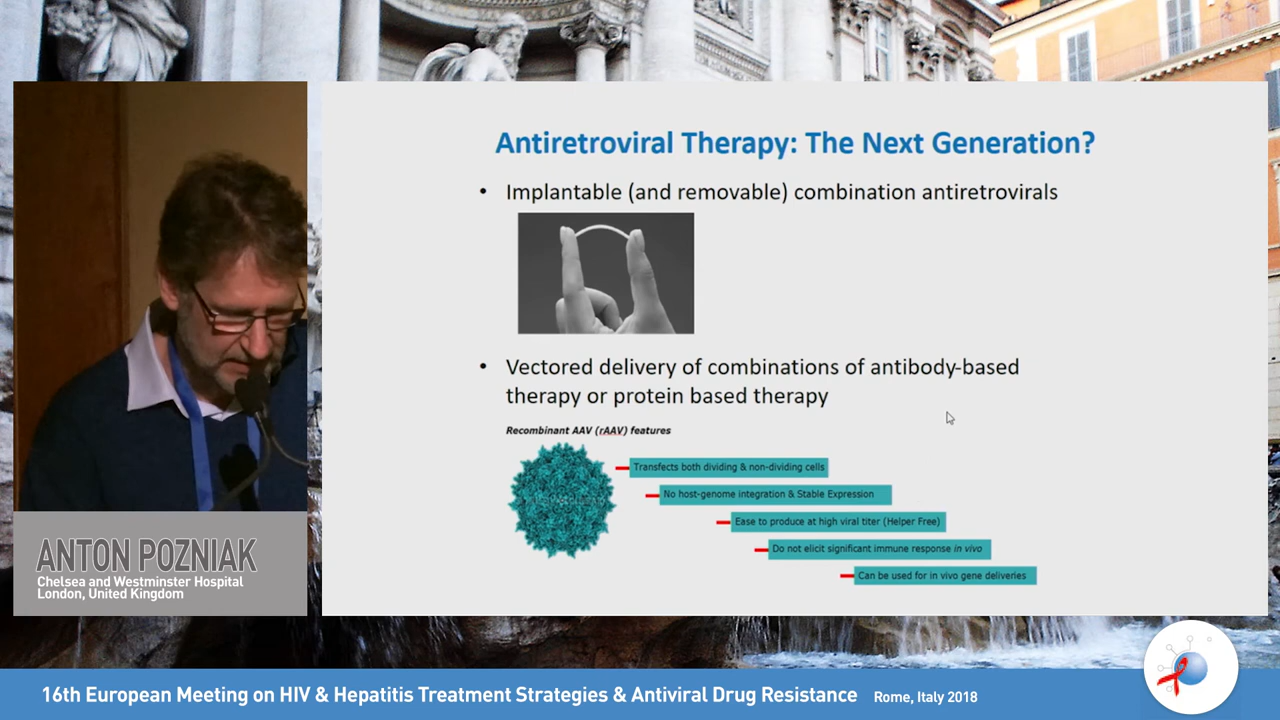 Antiretroviral Therapy: The Next Generation?
• Implantable (and removable) combination antiretrovirals
• Vectored delivery of combinations of antibody-based
therapy or protein based therapy
Recombinant AAV (rAAV) features
Transfects both dividing & non-dividing cells
No host-genome integration & Stable Expression
Ease to produce at high viral titer (Helper Free)
Do not elicit significant immune response in vivo
Can be used for in vivo gene deliveries
ANTON POZNIAK
Chelsea and Westminster Hospital
London, United Kingdom
16th European Meeting on HIV & Hepatitis Treatment Strategies & Antiviral Drug Resistance Rome, Italy 2018